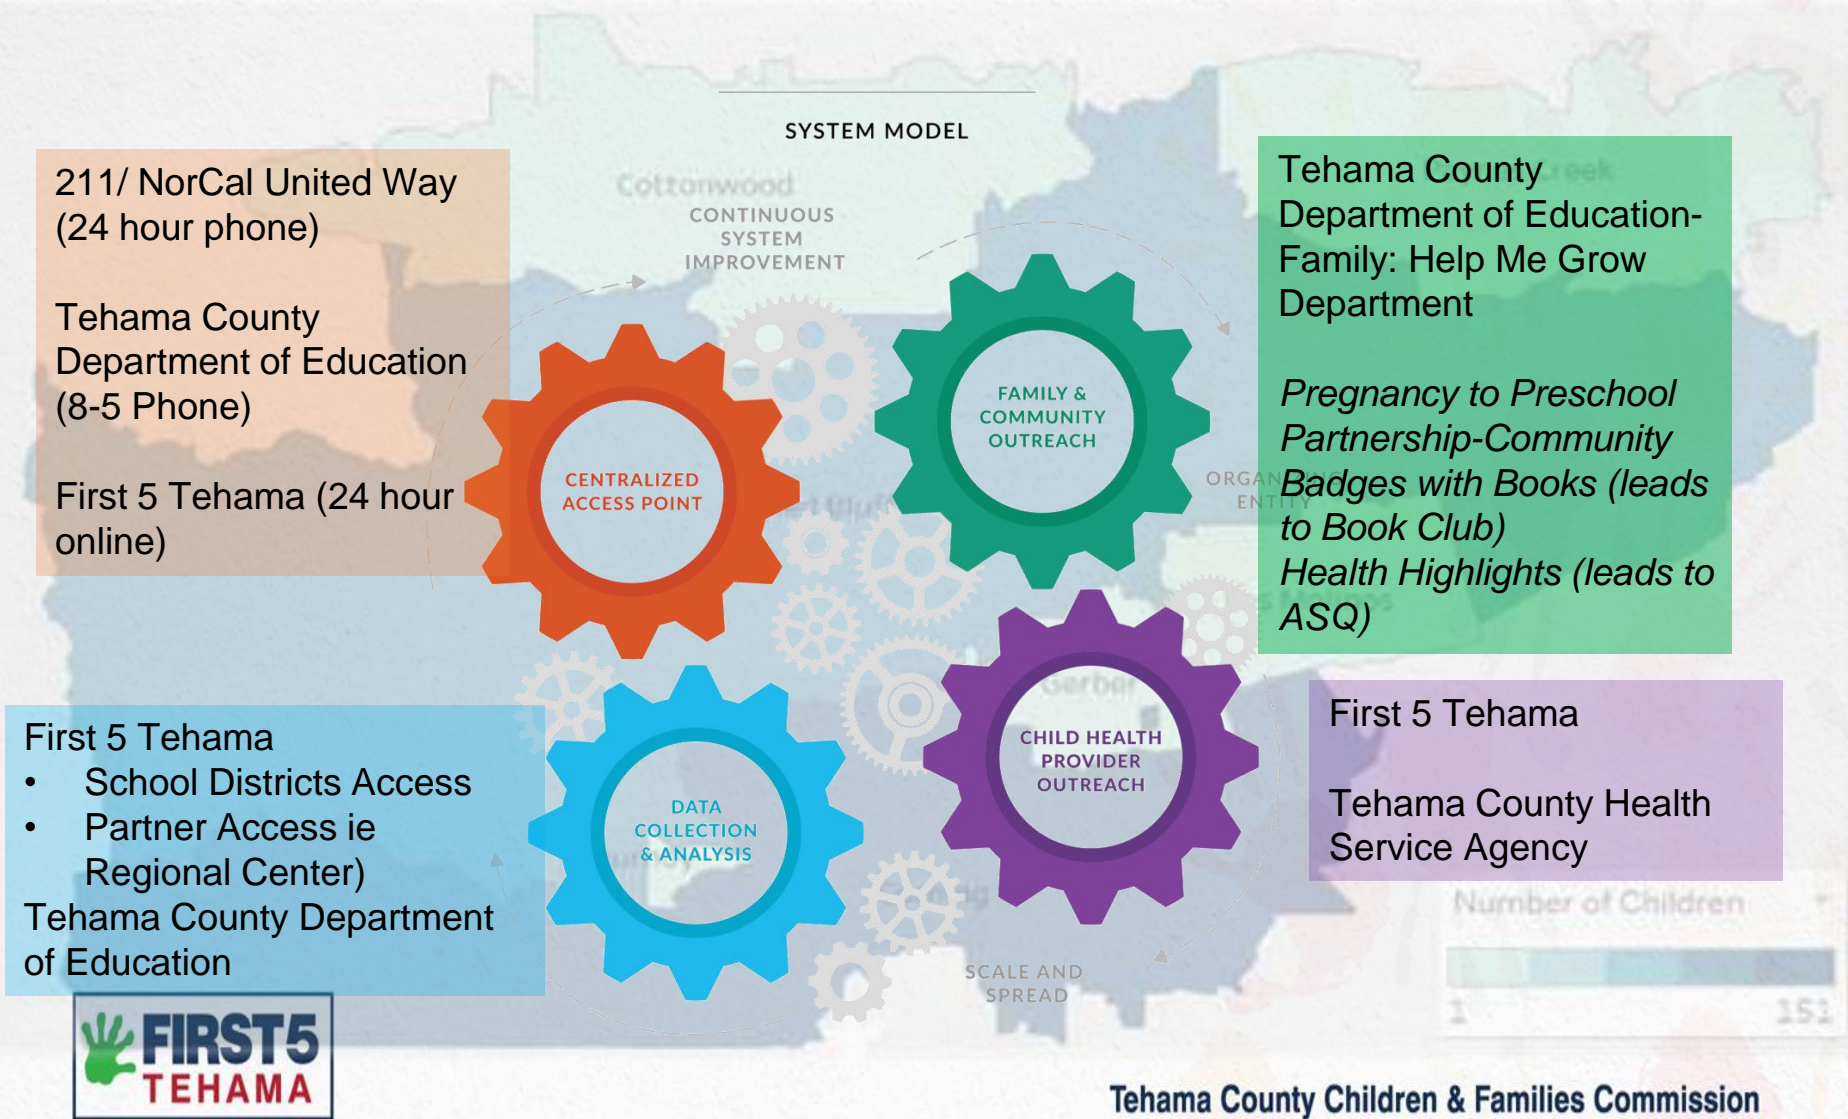 SYSTEM MODEL
211/ NorCal United Way
(24 hour phone)
Tehama County
Department of Education
(8-5 Phone)
First 5 Tehama (24 hour
online)
Cottonwood
CONTINUOUS
SYSTEM
IMPROVEMENT
CENTRALIZED
ACCESS POINT
FAMILY &
COMMUNITY
OUTREACH
Tehama County
Department of Education-
Family: Help Me Grow
Department
Pregnancy to Preschool
Partnership-Community
Badges with Books (leads
to Book Club)
Health Highlights (leads to
ASQ)
Creek
ENTITY
Gerber
First 5 Tehama
• School Districts Access
• Partner Access ie
Regional Center)
Tehama County Department
of Education
DATA
COLLECTION
& ANALYSIS
CHILD HEALTH
PROVIDER
OUTREACH
First 5 Tehama
Tehama County Health
Service Agency
SCALE AND
SPREAD
Number of Children
1 151
FIRST5
TEHAMA
Tehama County Children & Families Commission